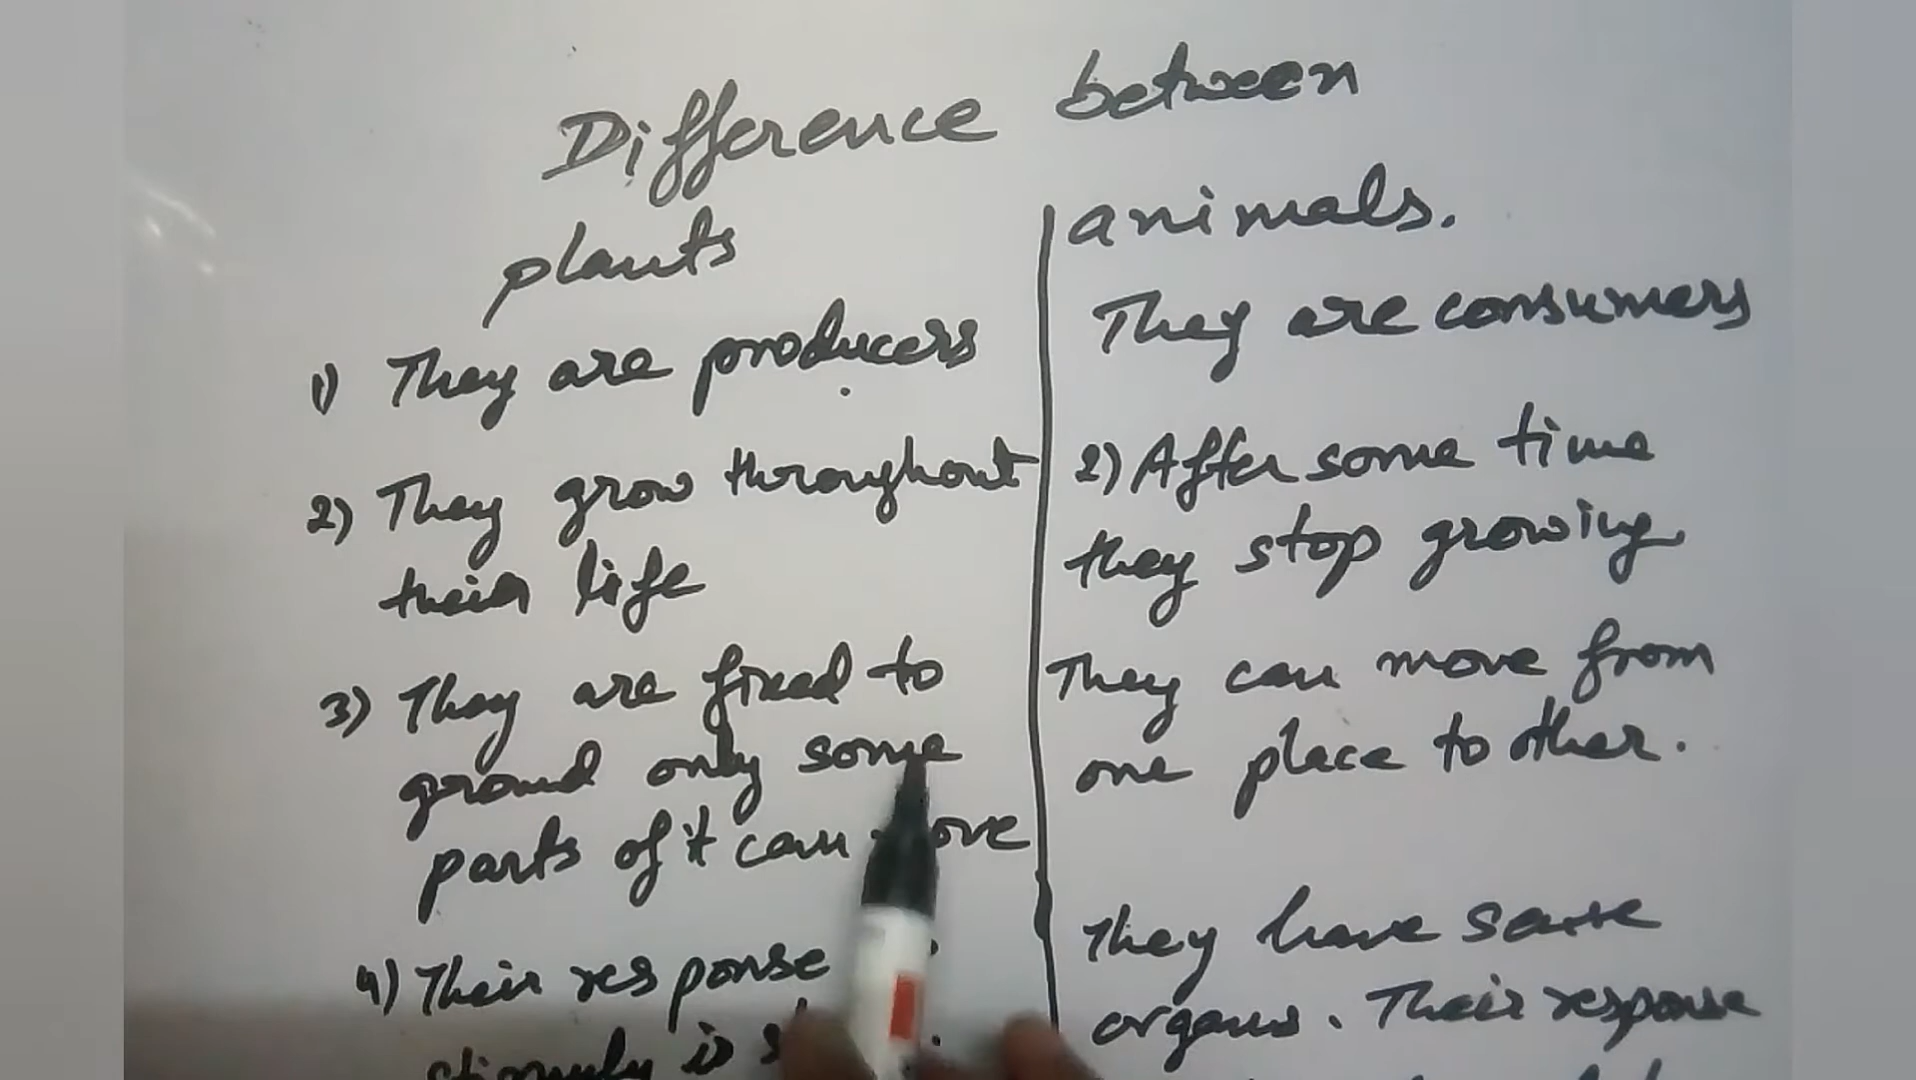 Difference between
plants
animals.
1) They are producers
They are consumers
2) They grow throughout
their life
2) After some time
they stop growing
3) They are fixed to
ground only some
parts of it can
They can move from
one place to other.
4) Their response
is
They have sense
organs. Their response